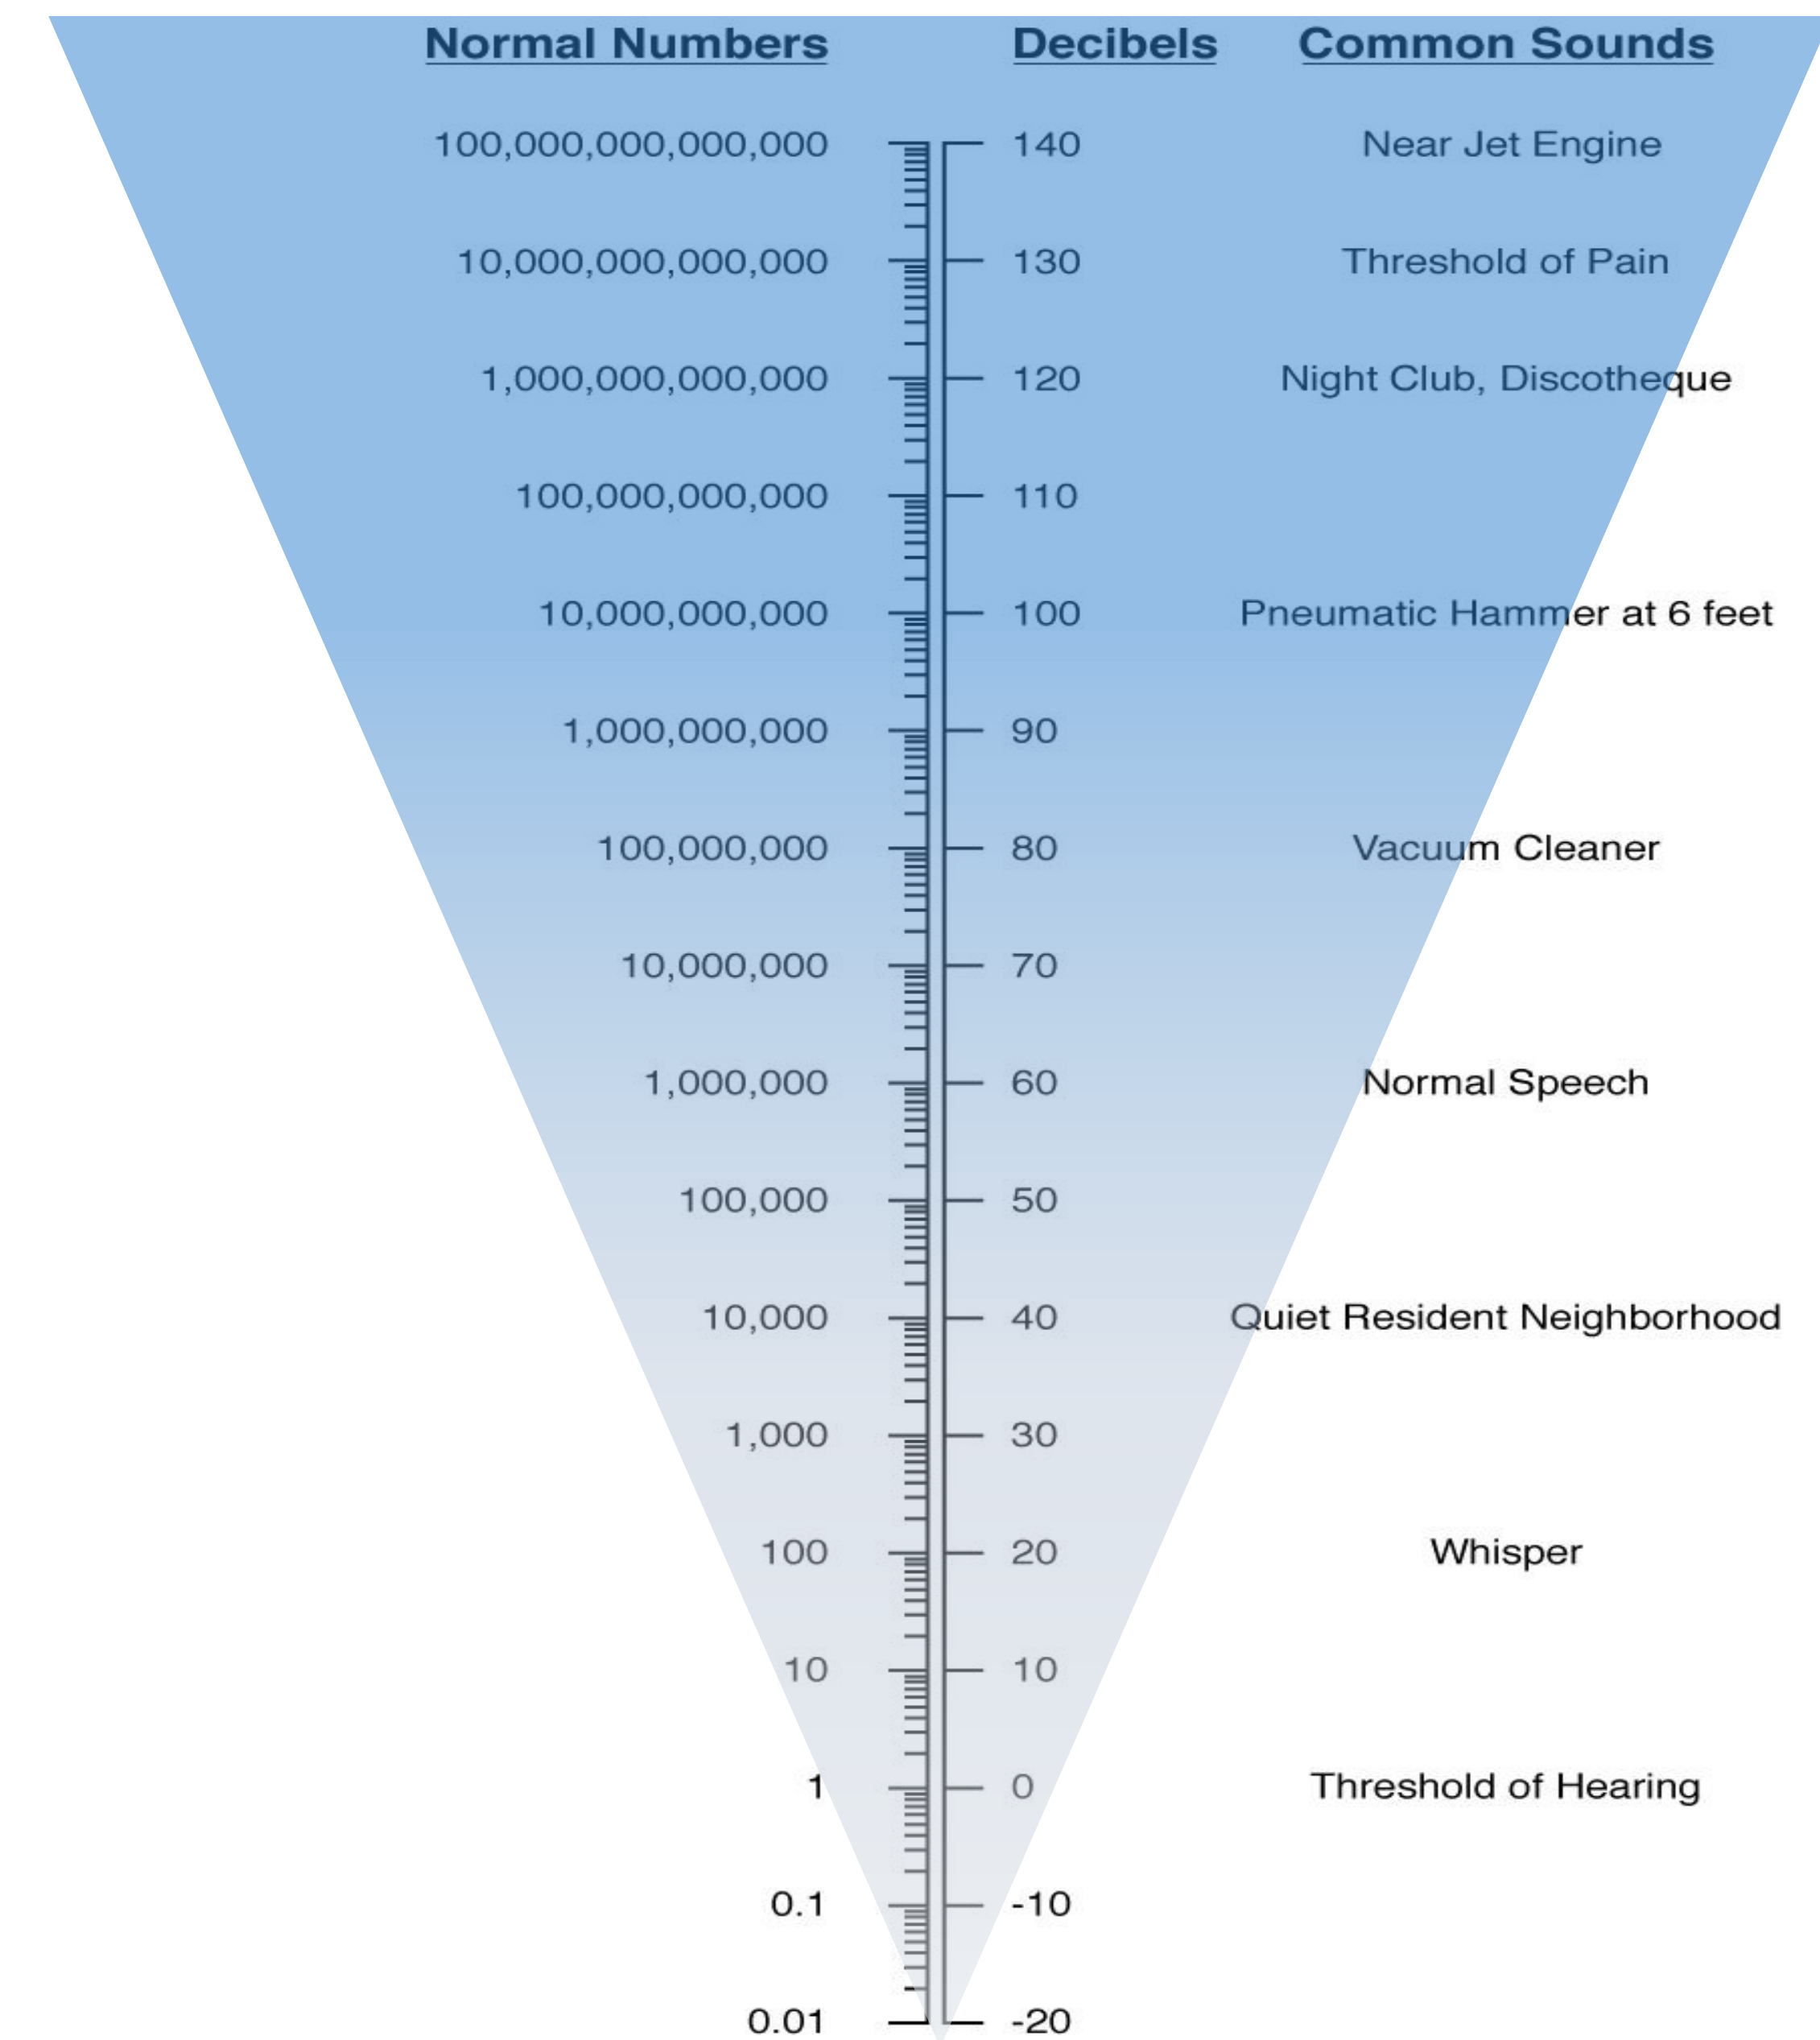 Normal Numbers Decibels Common Sounds
100,000,000,000,000 140 Near Jet Engine
10,000,000,000,000 130 Threshold of Pain
1,000,000,000,000 120 Night Club, Discotheque
100,000,000,000 110
10,000,000,000 100 Pneumatic Hammer at 6 feet
1,000,000,000 90
100,000,000 80 Vacuum Cleaner
10,000,000 70
1,000,000 60 Normal Speech
100,000 50
10,000 40 Quiet Resident Neighborhood
1,000 30
100 20 Whisper
10 10
1 0 Threshold of Hearing
0.1 -10
0.01 -20